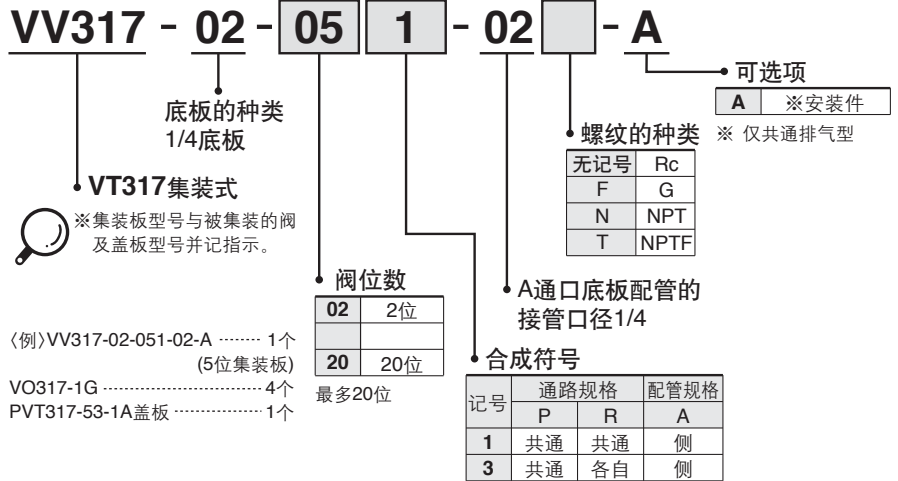 VV317 - 02 - 05 1 - 02 - A
可选项
A ※安装件
※ 仅共通排气型
底板的种类
1/4底板
螺纹的种类
无记号 Rc
F G
N NPT
T NPTF
VT317集装式
※集装板型号与被集装的阀
及盖板型号并记指示。
阀位数
02 2位
20 20位
最多20位
A通口底板配管的
接管口径1/4
〈例〉VV317-02-051-02-A ········ 1个
(5位集装板)
VO317-1G ························· 4个
PVT317-53-1A盖板 ·············· 1个
合成符号
记号 通路规格 配管规格
P R A
1 共通 共通 侧
3 共通 各自 侧